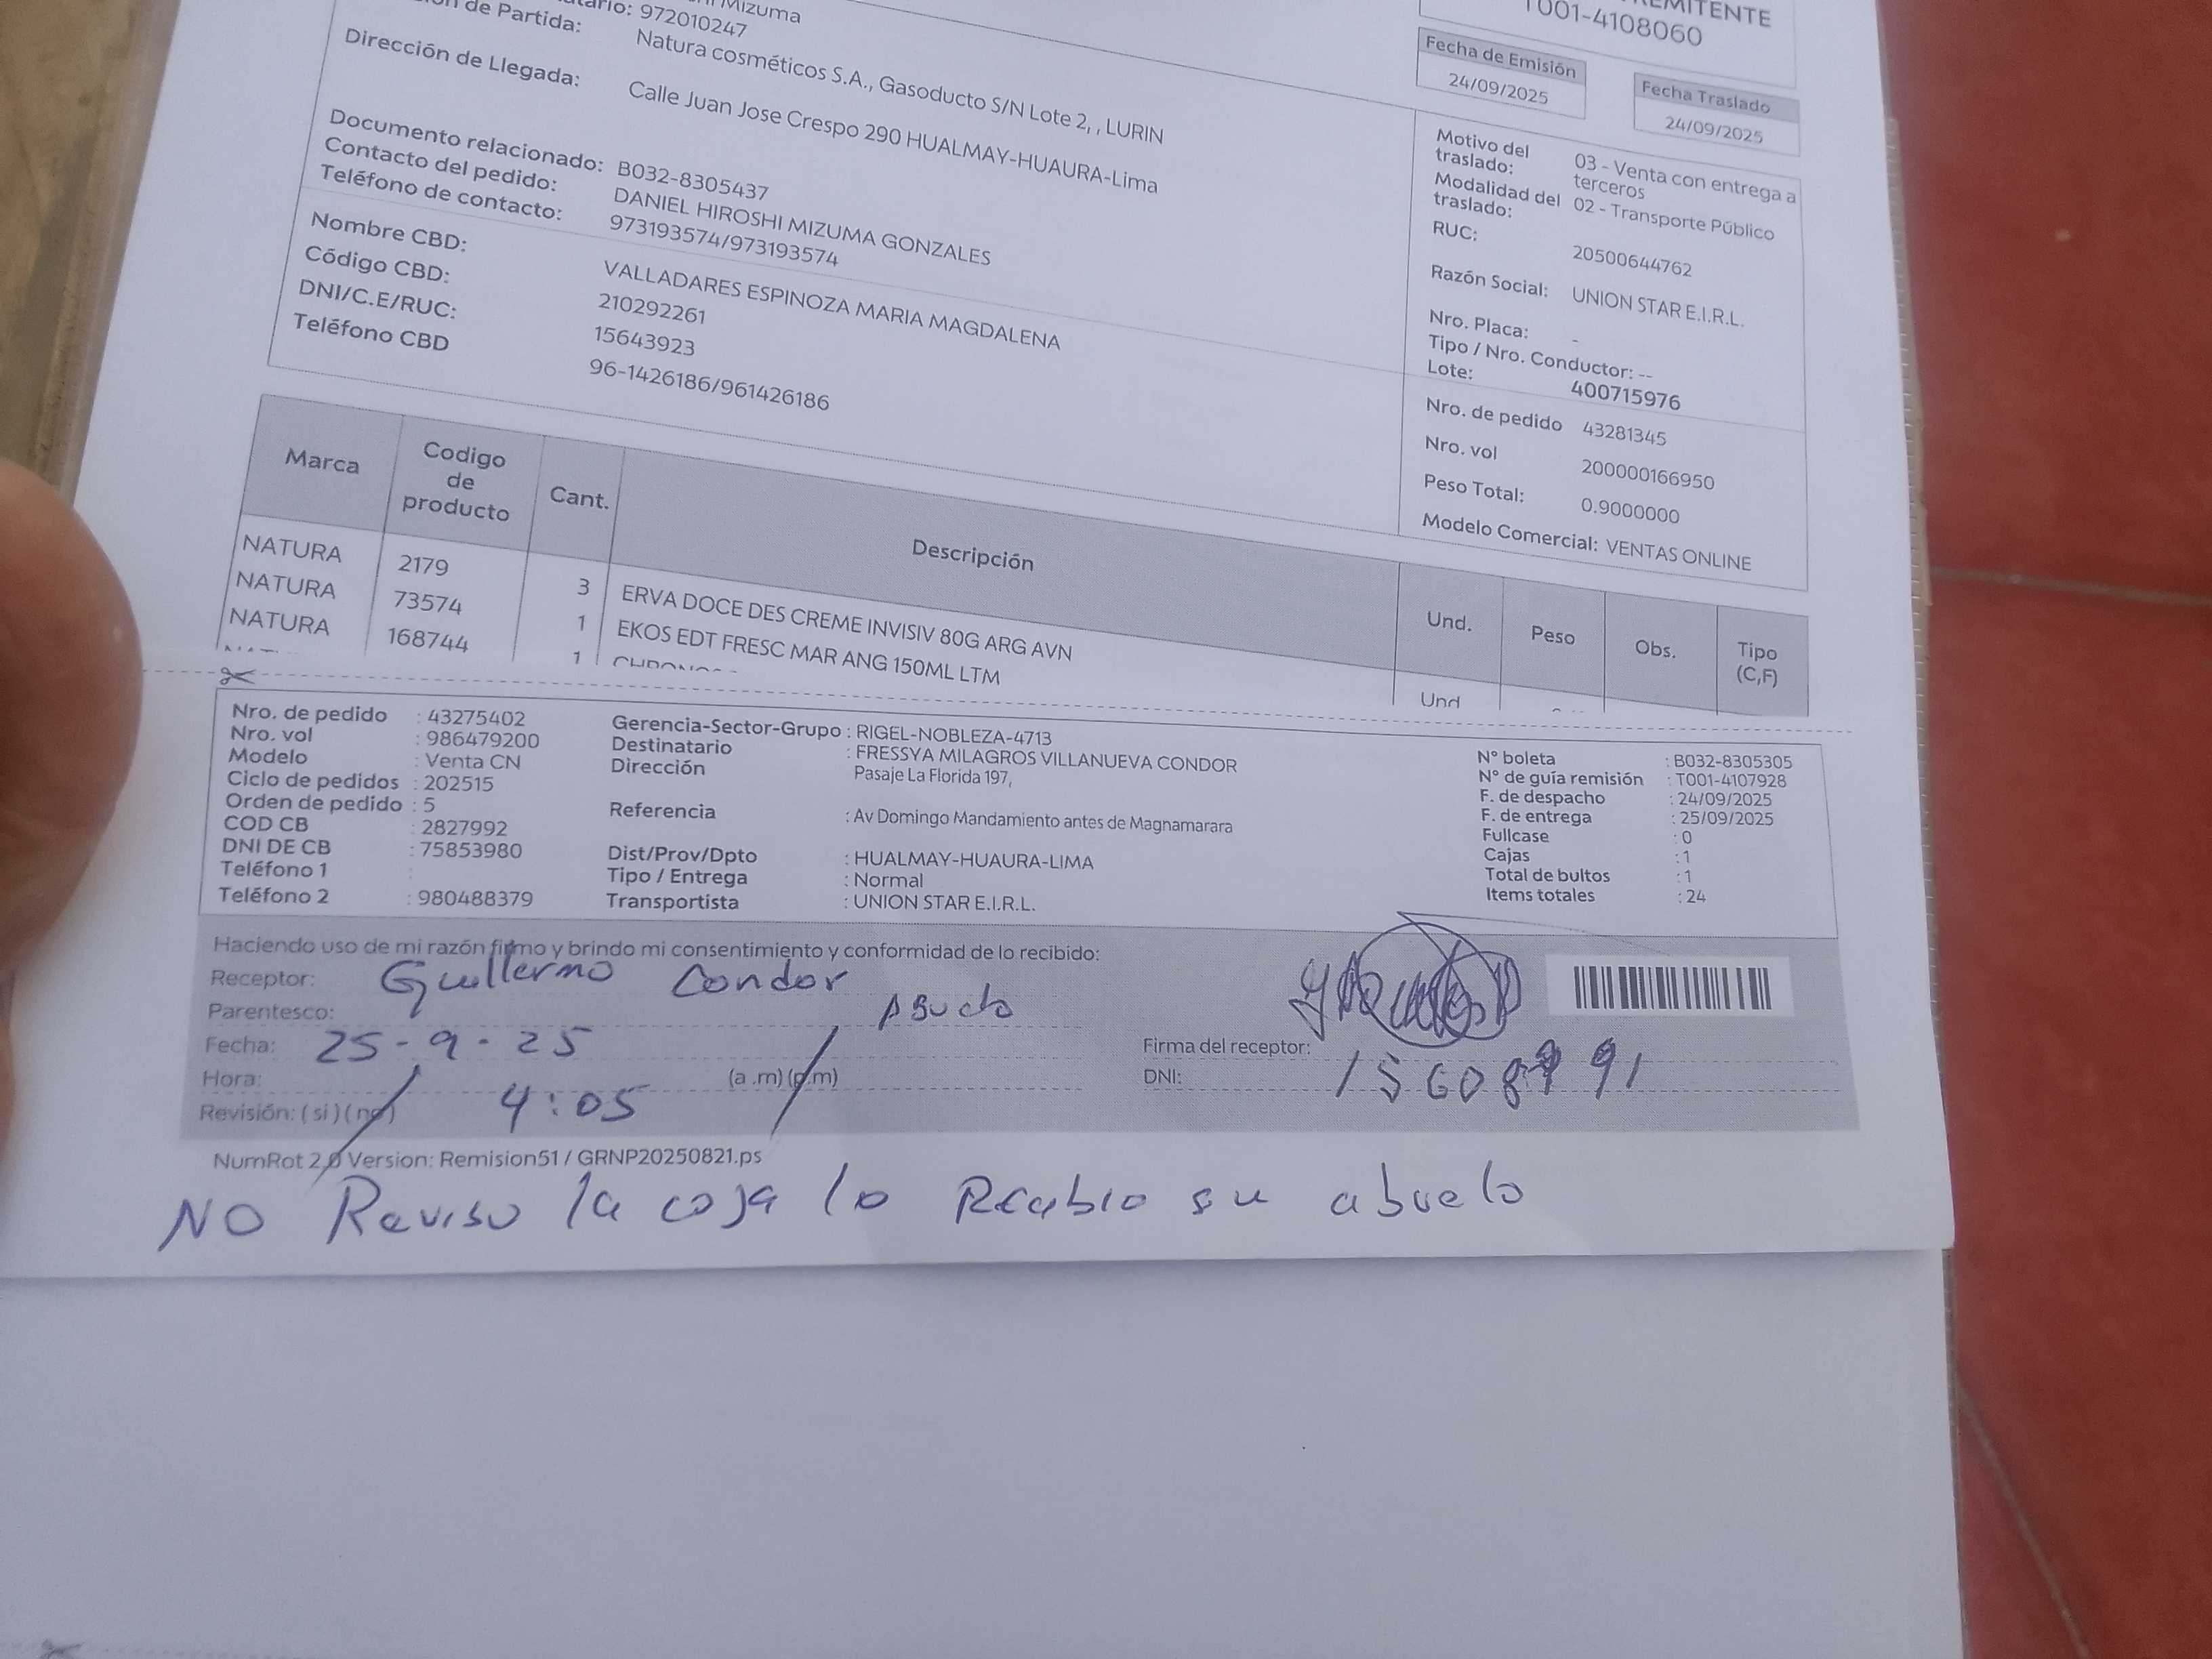 Mizuma
REMITENTE
T001-4108060
972010247
de Partida: Natura cosméticos S.A., Gasoducto S/N Lote 2, , LURIN
Dirección de Llegada: Calle Juan Jose Crespo 290 HUALMAY-HUAURA-Lima
Documento relacionado: B032-8305437
Contacto del pedido: DANIEL HIROSHI MIZUMA GONZALES
Teléfono de contacto: 973193574/973193574
Nombre CBD: VALLADARES ESPINOZA MARIA MAGDALENA
Código CBD: 210292261
DNI/C.E/RUC: 15643923
Teléfono CBD 96-1426186/961426186
Fecha de Emisión
24/09/2025
Fecha Traslado
24/09/2025
Motivo del traslado: 03 - Venta con entrega a terceros
Modalidad del traslado: 02 - Transporte Público
RUC: 20500644762
Razón Social: UNION STAR E.I.R.L.
Nro. Placa: -
Tipo / Nro. Conductor: --
Lote: 400715976
Nro. de pedido 43281345
Nro. vol 200000166950
Peso Total: 0.9000000
Modelo Comercial: VENTAS ONLINE
Marca Codigo de producto Cant. Descripción Und. Peso Obs. Tipo (C,F)
NATURA 2179 3 ERVA DOCE DES CREME INVISIV 80G ARG AVN Und
NATURA 73574 1 EKOS EDT FRESC MAR ANG 150ML LTM
NATURA 168744 1
Nro. de pedido : 43275402
Nro. vol : 986479200
Modelo : Venta CN
Ciclo de pedidos : 202515
Orden de pedido : 5
COD CB : 2827992
DNI DE CB : 75853980
Teléfono 1 :
Teléfono 2 : 980488379
Gerencia-Sector-Grupo : RIGEL-NOBLEZA-4713
Destinatario : FRESSYA MILAGROS VILLANUEVA CONDOR
Dirección Pasaje La Florida 197,
Referencia : Av Domingo Mandamiento antes de Magnamarara
Dist/Prov/Dpto : HUALMAY-HUAURA-LIMA
Tipo / Entrega : Normal
Transportista : UNION STAR E.I.R.L.
N° boleta : B032-8305305
N° de guía remisión : T001-4107928
F. de despacho : 24/09/2025
F. de entrega : 25/09/2025
Fullcase : 0
Cajas : 1
Total de bultos : 1
Items totales : 24
Haciendo uso de mi razón firmo y brindo mi consentimiento y conformidad de lo recibido:
Receptor: Guillermo Condor
Parentesco: Abuelo
Fecha: 25-9-25
Hora: 4:05 (a.m) (p.m)
Revisión: (si) (no)
Firma del receptor:
DNI:
NumRot 2.0 Version: Remision51 / GRNP20250821.ps
NO Reviso la caja lo Recibio su abuelo